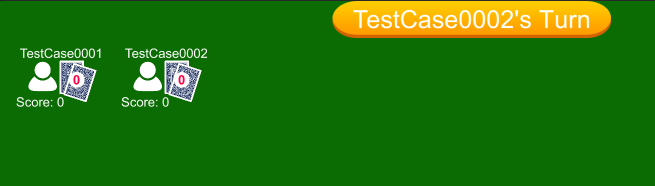 TestCase0002's Turn
TestCase0001 TestCase0002
0 0
Score: 0 Score: 0